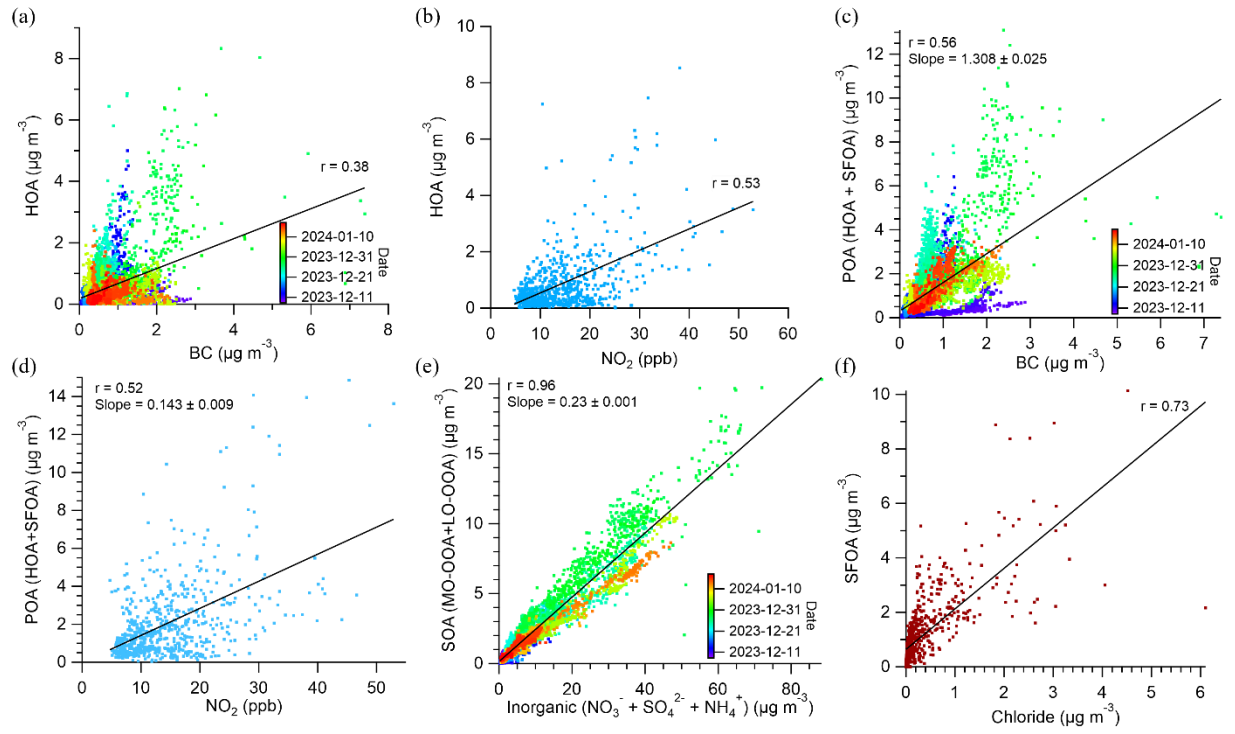 (a)
8
6
4
2
0
HOA (µg m⁻³)
r = 0.38
2024-01-10
2023-12-31
2023-12-21
2023-12-11
Date
0 2 4 6 8
BC (µg m⁻³)
(b)
10
8
6
4
2
0
HOA (µg m⁻³)
r = 0.53
0 10 20 30 40 50 60
NO₂ (ppb)
(c)
13
12
11
10
9
8
7
6
5
4
3
2
1
0
POA (HOA + SFOA) (µg m⁻³)
r = 0.56
Slope = 1.308 ± 0.025
2024-01-10
2023-12-31
2023-12-21
2023-12-11
Date
0 1 2 3 4 5 6 7
BC (µg m⁻³)
(d)
15
14
12
10
8
6
4
2
0
POA (HOA+SFOA) (µg m⁻³)
r = 0.52
Slope = 0.143 ± 0.009
0 10 20 30 40 50
NO₂ (ppb)
(e)
20
15
10
5
0
SOA (MO-OOA+LO-OOA) (µg m⁻³)
r = 0.96
Slope = 0.23 ± 0.001
2024-01-10
2023-12-31
2023-12-21
2023-12-11
Date
0 20 40 60 80
Inorganic (NO₃⁻ + SO₄²⁻ + NH₄⁺) (µg m⁻³)
(f)
10
8
6
4
2
0
SFOA (µg m⁻³)
r = 0.73
0 1 2 3 4 5 6
Chloride (µg m⁻³)